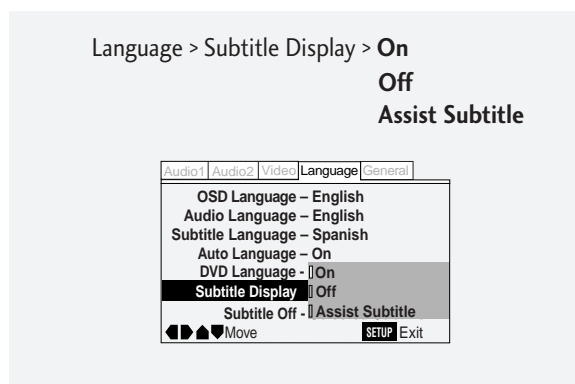 Language > Subtitle Display > On
Off
Assist Subtitle
Audio1 Audio2 Video Language General
OSD Language – English
Audio Language – English
Subtitle Language – Spanish
Auto Language – On
DVD Language - On
Subtitle Display Off
Subtitle Off - Assist Subtitle
Move SETUP Exit